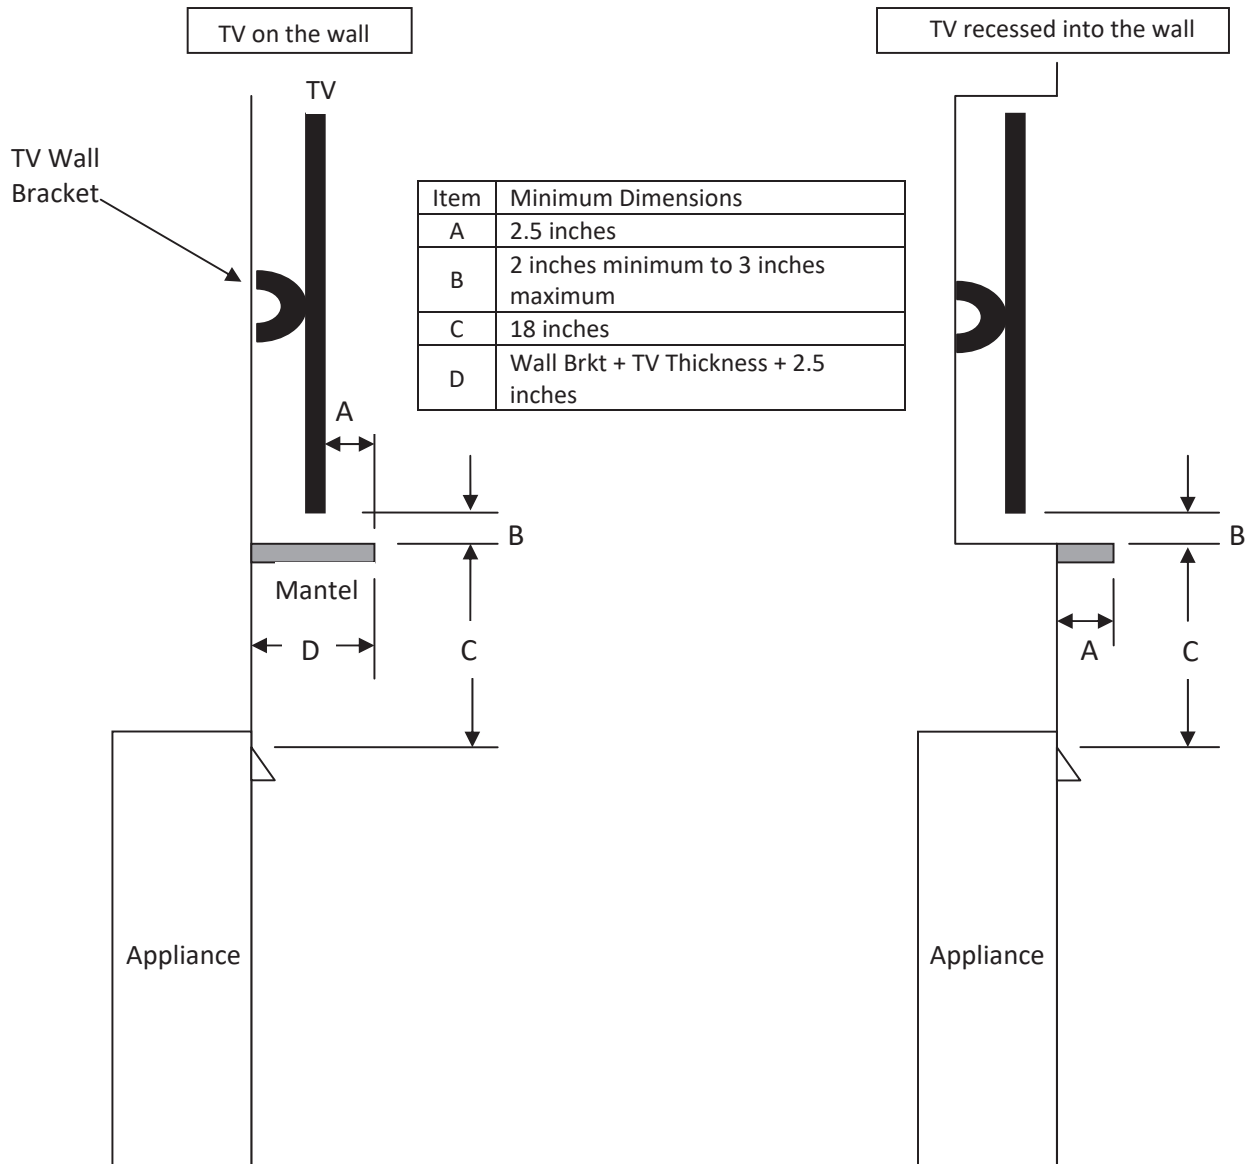 TV on the wall
TV recessed into the wall
TV
TV Wall
Bracket
Item Minimum Dimensions
A 2.5 inches
B 2 inches minimum to 3 inches
maximum
C 18 inches
D Wall Brkt + TV Thickness + 2.5
inches
A
B
Mantel
D
C
Appliance
B
A
C
Appliance